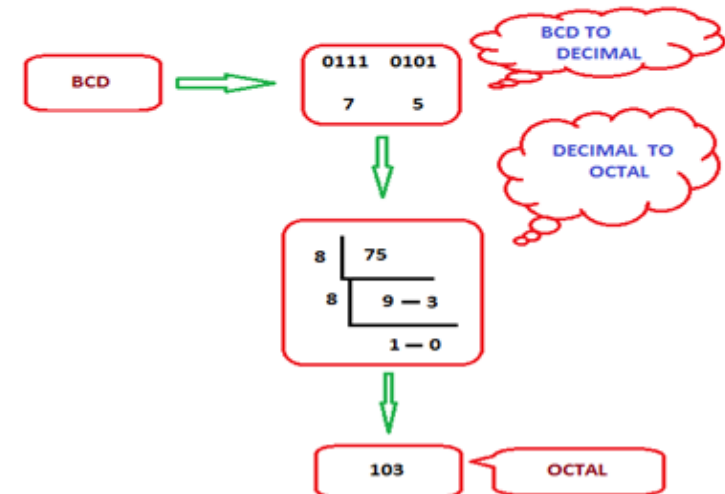 BCD
0111 0101
7 5
BCD TO
DECIMAL
DECIMAL TO
OCTAL
8 75
8 9 — 3
1 — 0
103
OCTAL